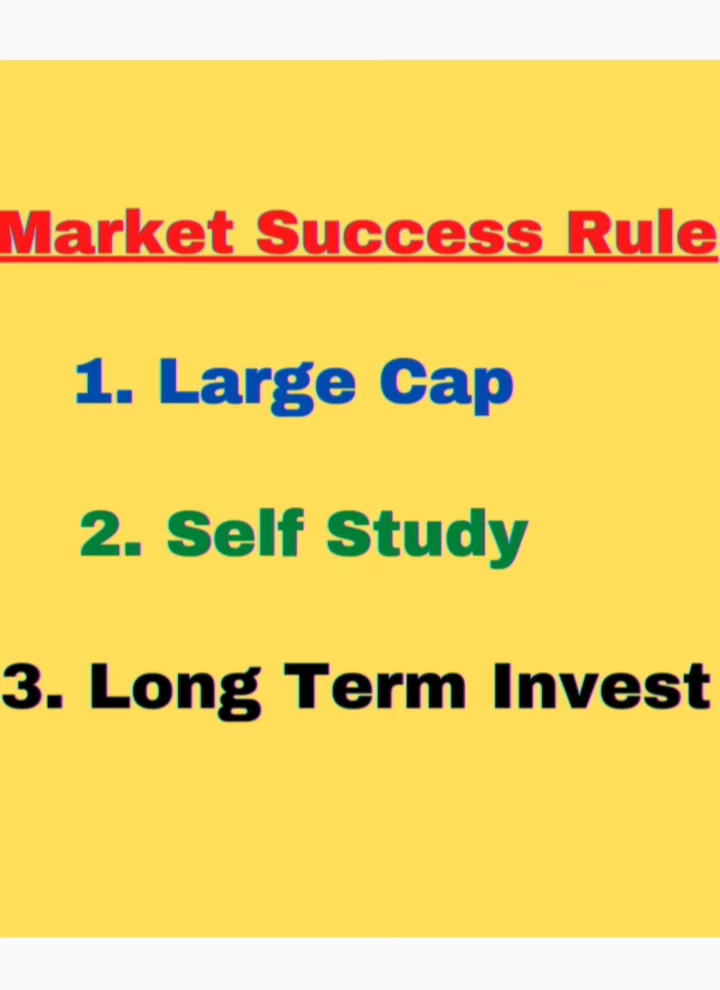 Market Success Rule
1. Large Cap
2. Self Study
3. Long Term Invest